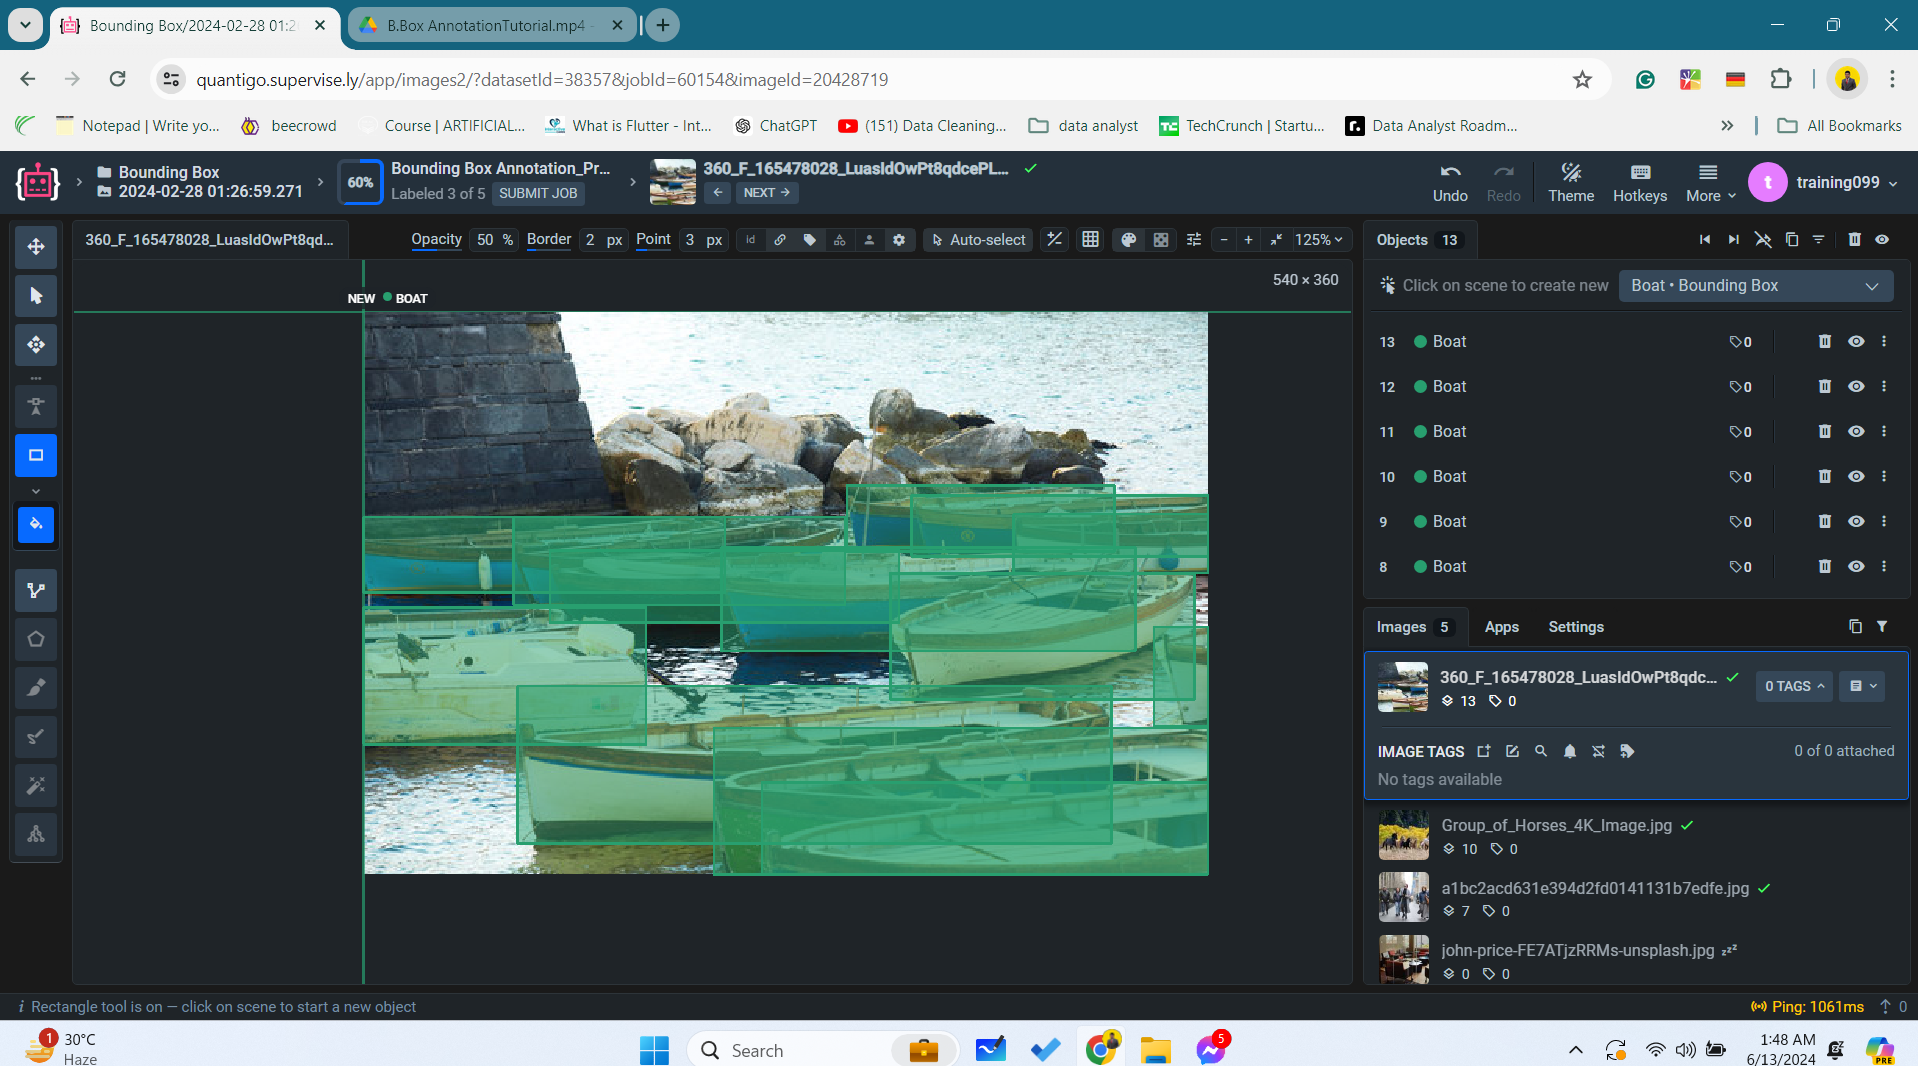 Bounding Box/2024-02-28 01:2
B.Box AnnotationTutorial.mp4 -
quantigo.supervise.ly/app/images2/?datasetId=38357&jobId=60154&imageId=20428719
Notepad | Write yo...
beecrowd
Course | ARTIFICIAL...
What is Flutter - Int...
ChatGPT
(151) Data Cleaning...
data analyst
TechCrunch | Startu...
Data Analyst Roadm...
All Bookmarks
Bounding Box
2024-02-28 01:26:59.271
60%
Bounding Box Annotation_Pr...
Labeled 3 of 5 SUBMIT JOB
360_F_165478028_LuasIdOwPt8qdcePL...
NEXT
Undo
Redo
Theme
Hotkeys
More
t
training099
360_F_165478028_LuasIdOwPt8qd...
Opacity 50 % Border 2 px Point 3 px Id Auto-select 125%
540 × 360
NEW BOAT
Objects 13
Click on scene to create new Boat • Bounding Box
13 Boat 0
12 Boat 0
11 Boat 0
10 Boat 0
9 Boat 0
8 Boat 0
Images 5 Apps Settings
360_F_165478028_LuasIdOwPt8qdc...
13 0
0 TAGS
IMAGE TAGS 0 of 0 attached
No tags available
Group_of_Horses_4K_Image.jpg
10 0
a1bc2acd631e394d2fd0141131b7edfe.jpg
7 0
john-price-FE7ATjzRRMs-unsplash.jpg zzz
0 0
i Rectangle tool is on — click on scene to start a new object
Ping: 1061ms 0
1
30°C
Haze
Search
5
1:48 AM
6/13/2024
PRE